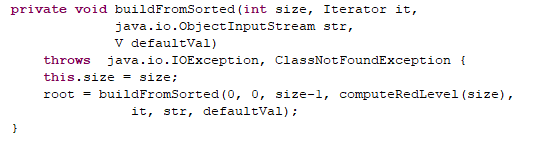 private void buildFromSorted(int size, Iterator it,
java.io.ObjectInputStream str,
V defaultVal)
throws java.io.IOException, ClassNotFoundException {
this.size = size;
root = buildFromSorted(0, 0, size-1, computeRedLevel(size),
it, str, defaultVal);
}